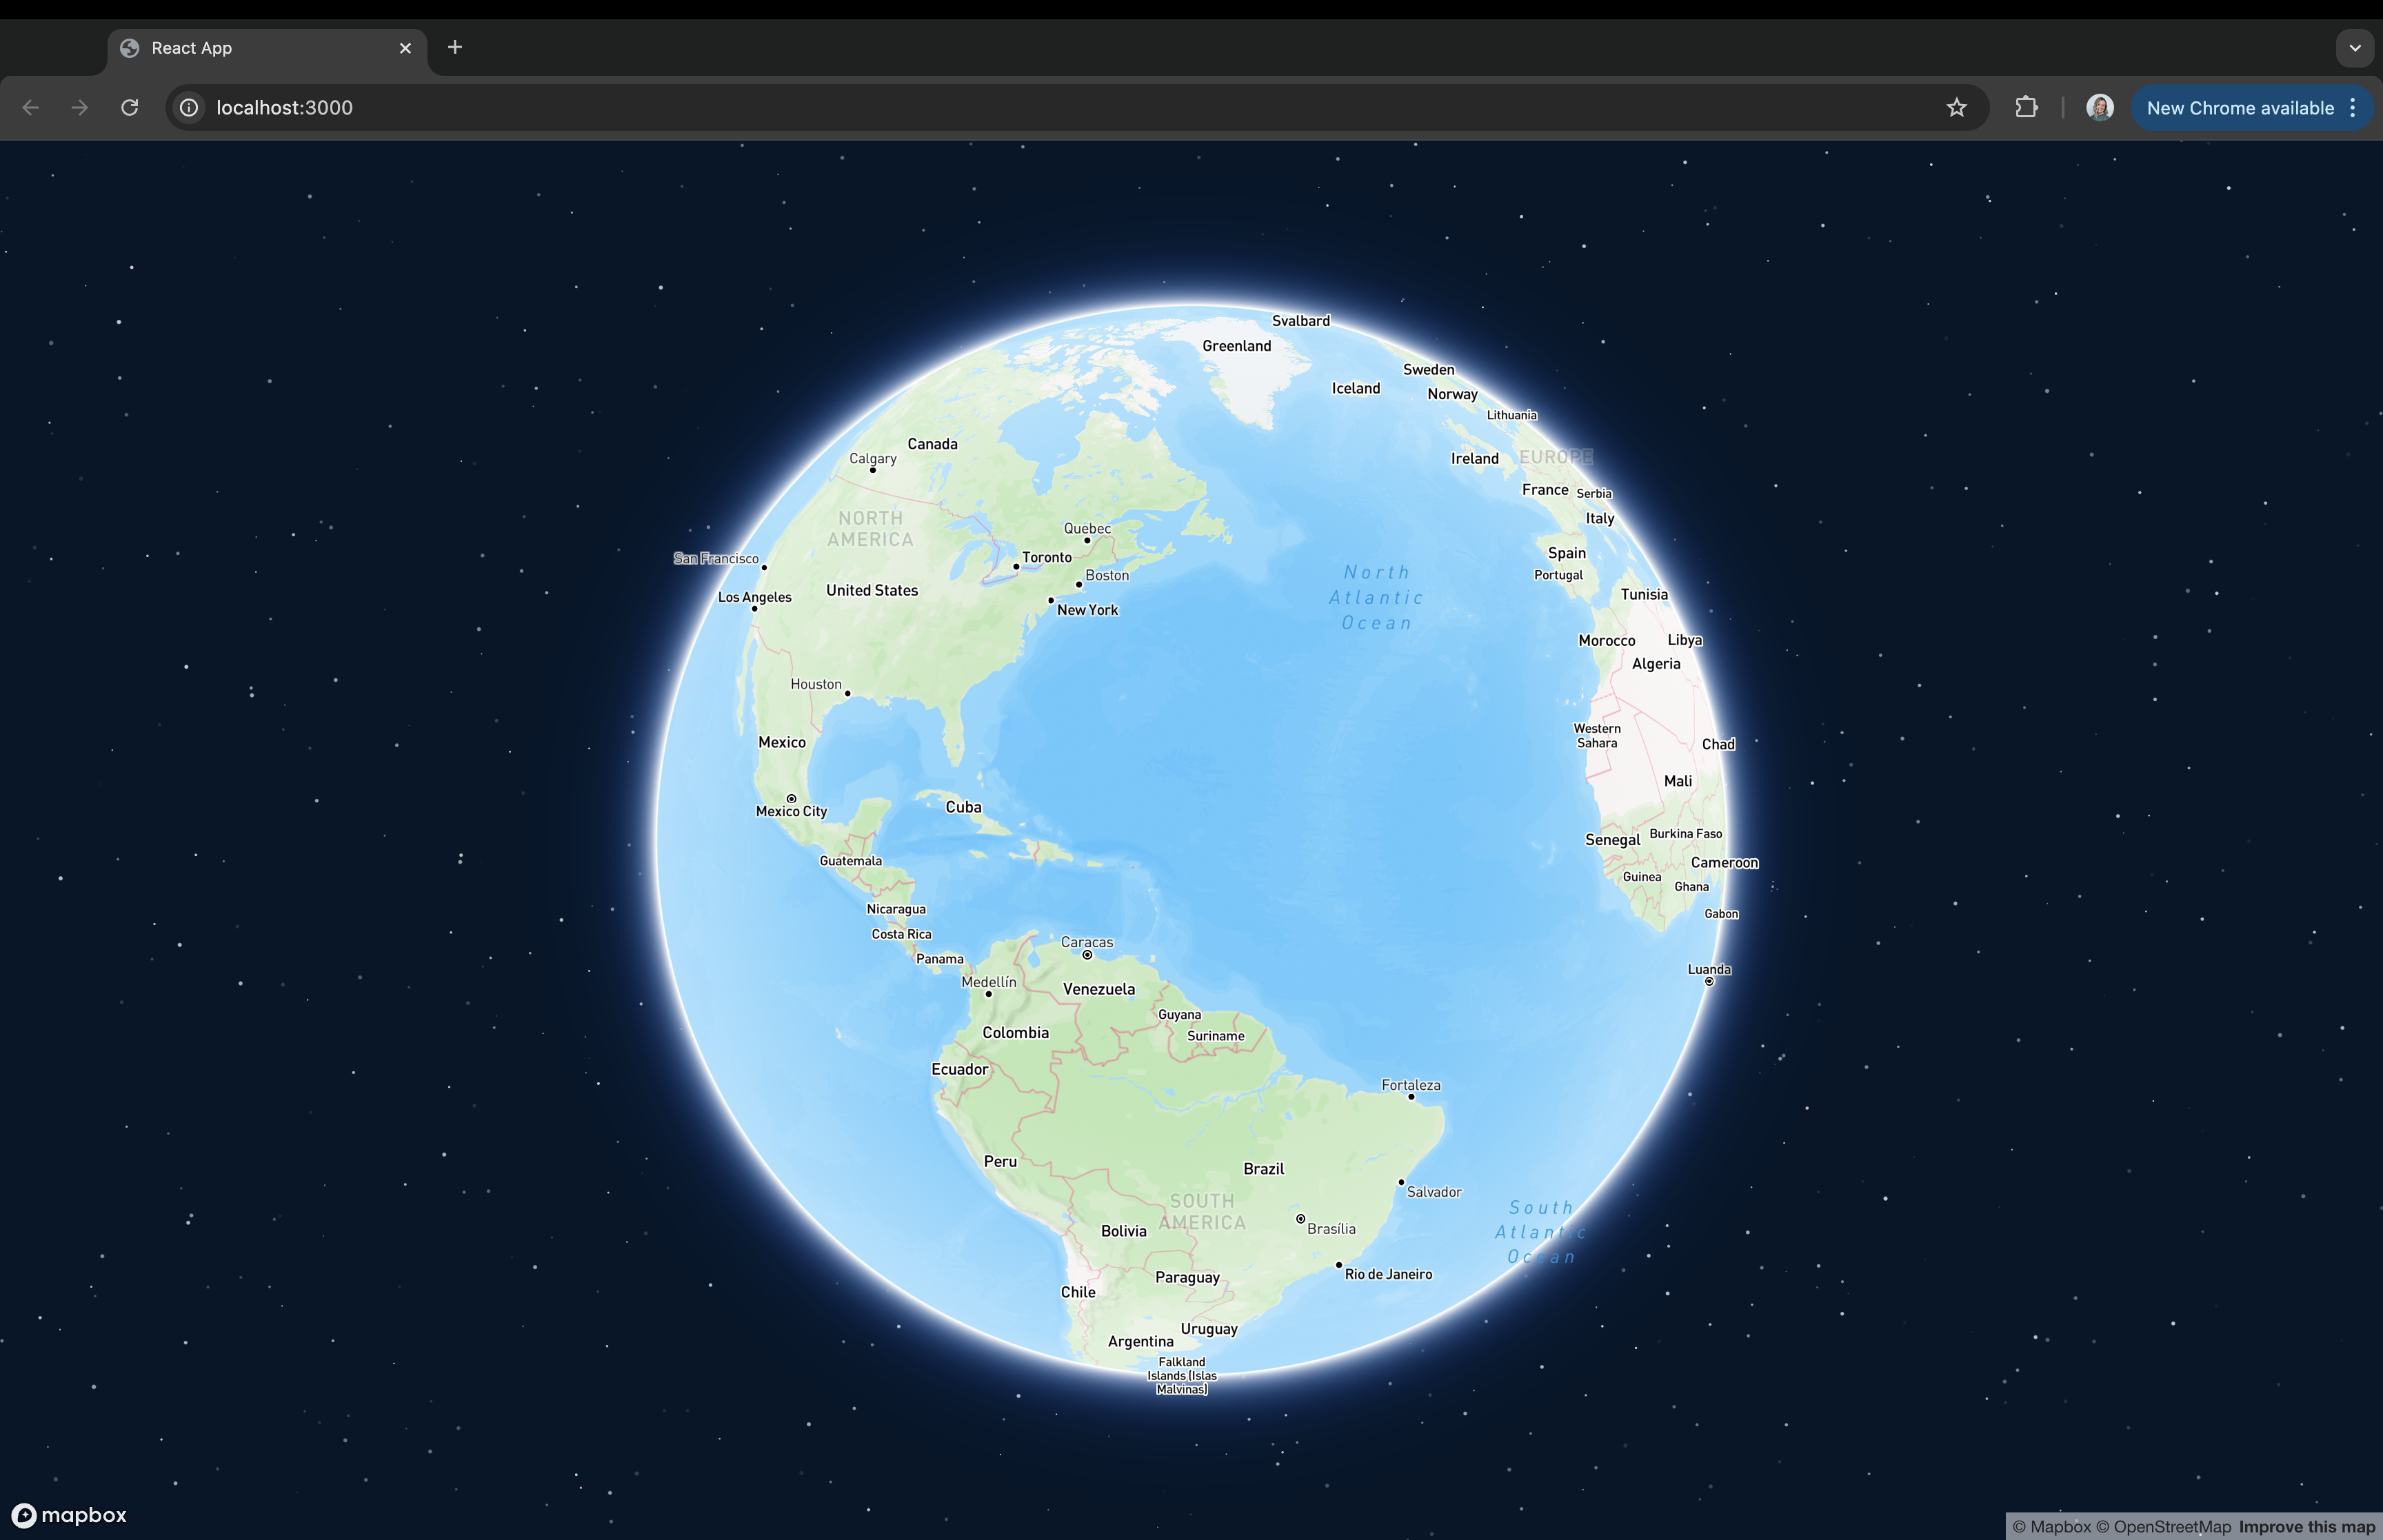 React App
localhost:3000
New Chrome available
Svalbard
Greenland
Sweden
Iceland
Norway
Lithuania
Canada
Calgary
Ireland
EUROPE
France
Serbia
NORTH
AMERICA
Italy
Quebec
San Francisco
Toronto
Spain
Boston
Portugal
North
Atlantic
Ocean
United States
Los Angeles
New York
Tunisia
Morocco
Libya
Algeria
Houston
Western
Sahara
Mexico
Chad
Mali
Mexico City
Cuba
Senegal
Burkina Faso
Guatemala
Cameroon
Guinea
Ghana
Nicaragua
Gabon
Costa Rica
Caracas
Panama
Luanda
Medellín
Venezuela
Guyana
Colombia
Suriname
Ecuador
Fortaleza
Peru
Brazil
Salvador
SOUTH
AMERICA
South
Atlantic
Ocean
Bolivia
Brasília
Paraguay
Rio de Janeiro
Chile
Uruguay
Argentina
Falkland
Islands (Islas
Malvinas)
mapbox
© Mapbox © OpenStreetMap Improve this map